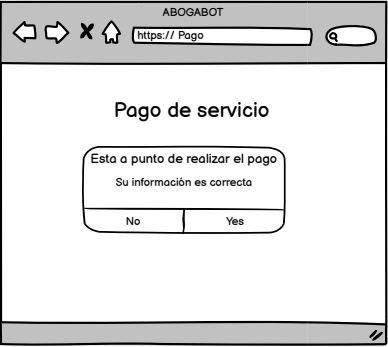 ABOGABOT
https:// Pago
Pago de servicio
Esta a punto de realizar el pago
Su información es correcta
No
Yes